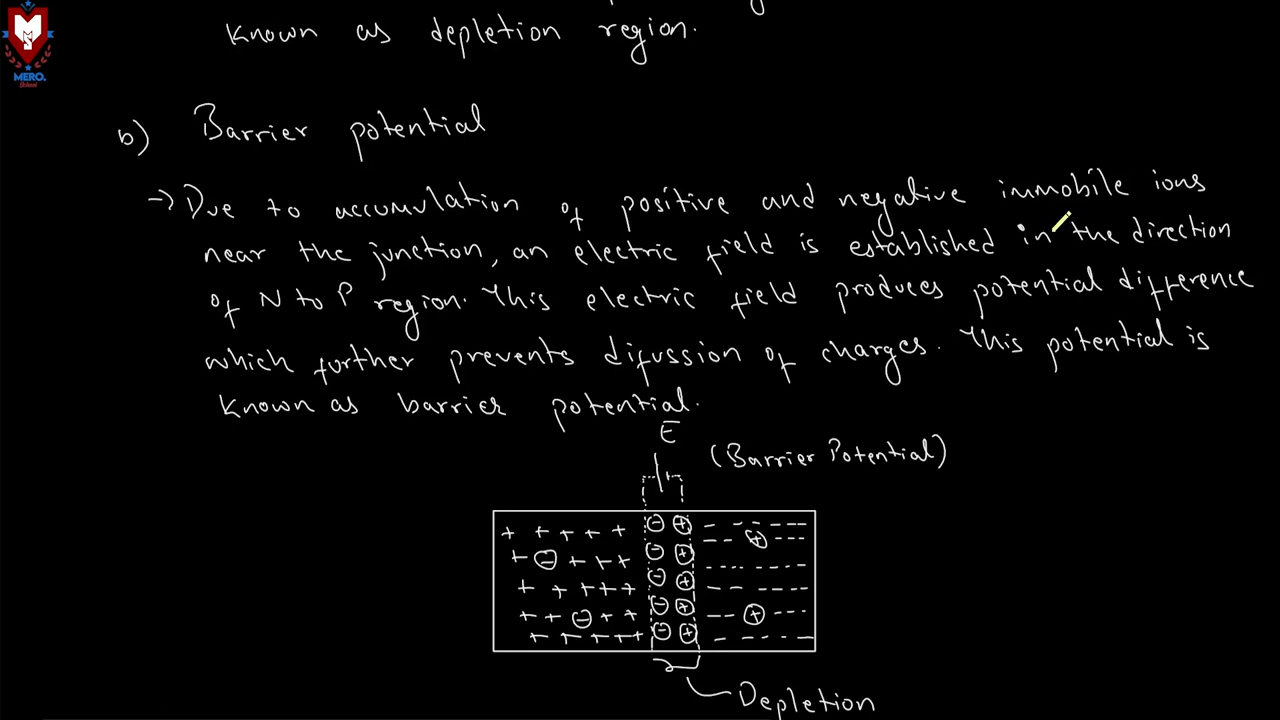 MERO.
School
known as depletion region.
b) Barrier potential
→ Due to accumulation of positive and negative immobile ions
near the junction, an electric field is established in the direction
of N to P region. This electric field produces potential difference
which further prevents difussion of charges. This potential is
known as barrier potential.
E
(Barrier Potential)
+ + + + + - + - - - - -
+ - + + + - + - - + - - -
+ + + + + - + - - - - - -
+ + - + + - + - - + - - -
+ + + + + - + - - - - -
Depletion